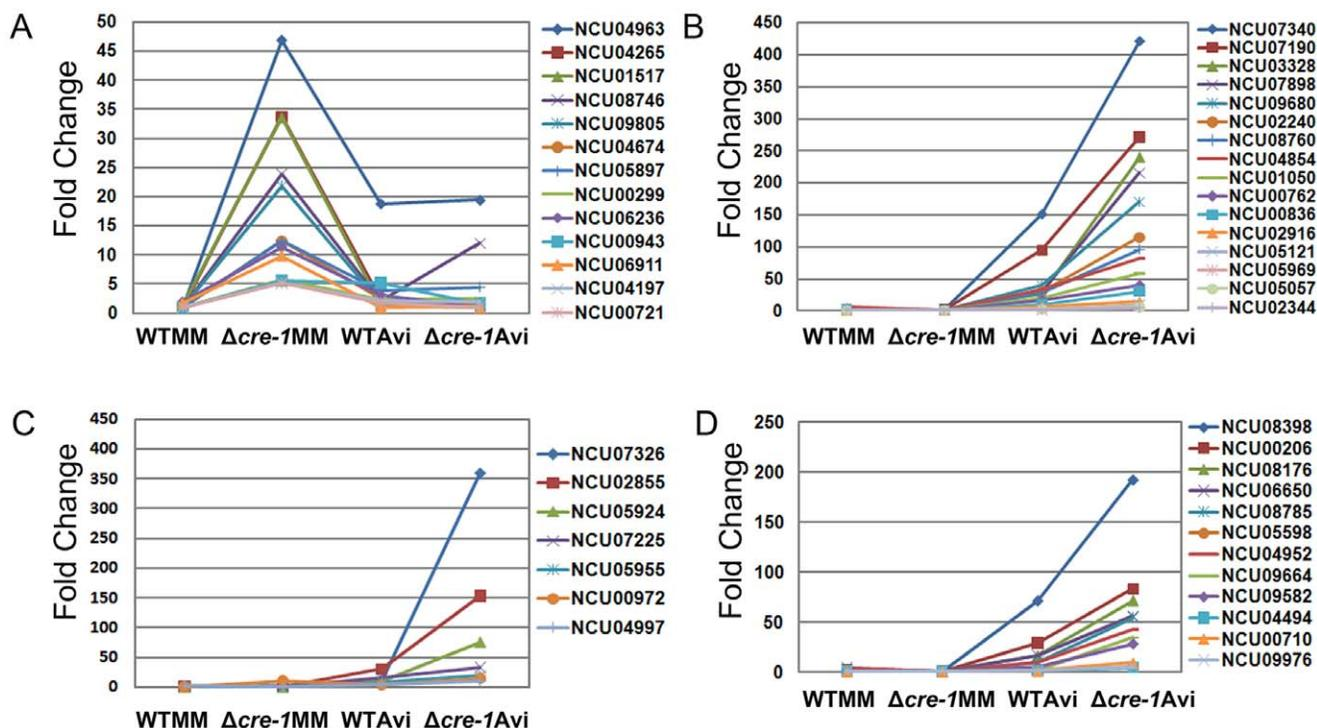 A
Fold Change
50
45
40
35
30
25
20
15
10
5
0
WTMM Δcre-1MM WTAvi Δcre-1Avi
NCU04963
NCU04265
NCU01517
NCU08746
NCU09805
NCU04674
NCU05897
NCU00299
NCU06236
NCU00943
NCU06911
NCU04197
NCU00721
B
Fold Change
450
400
350
300
250
200
150
100
50
0
WTMM Δcre-1MM WTAvi Δcre-1Avi
NCU07340
NCU07190
NCU03328
NCU07898
NCU09680
NCU02240
NCU08760
NCU04854
NCU01050
NCU00762
NCU00836
NCU02916
NCU05121
NCU05969
NCU05057
NCU02344
C
Fold Change
450
400
350
300
250
200
150
100
50
0
WTMM Δcre-1MM WTAvi Δcre-1Avi
NCU07326
NCU02855
NCU05924
NCU07225
NCU05955
NCU00972
NCU04997
D
Fold Change
250
200
150
100
50
0
WTMM Δcre-1MM WTAvi Δcre-1Avi
NCU08398
NCU00206
NCU08176
NCU06650
NCU08785
NCU05598
NCU04952
NCU09664
NCU09582
NCU04494
NCU00710
NCU09976